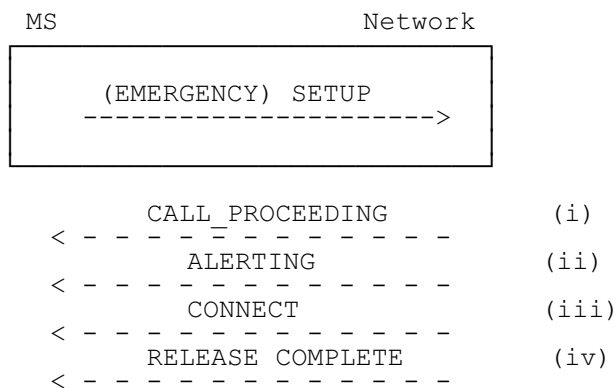 MS Network
(EMERGENCY) SETUP
---------------------->
CALL_PROCEEDING (i)
< - - - - - - - - - - - -
ALERTING (ii)
< - - - - - - - - - - - -
CONNECT (iii)
< - - - - - - - - - - - -
RELEASE COMPLETE (iv)
< - - - - - - - - - - - -